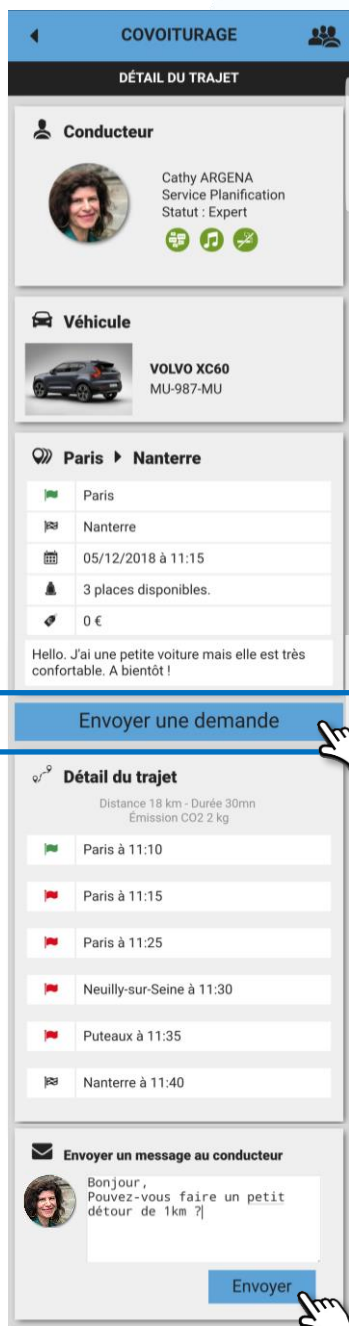 COVOITURAGE
DÉTAIL DU TRAJET
Conducteur
Cathy ARGENA
Service Planification
Statut : Expert
Véhicule
VOLVO XC60
MU-987-MU
Paris Nanterre
Paris
Nanterre
05/12/2018 à 11:15
3 places disponibles.
0 €
Hello. J'ai une petite voiture mais elle est très
confortable. A bientôt !
Envoyer une demande
Détail du trajet
Distance 18 km - Durée 30mn
Émission CO2 2 kg
Paris à 11:10
Paris à 11:15
Paris à 11:25
Neuilly-sur-Seine à 11:30
Puteaux à 11:35
Nanterre à 11:40
Envoyer un message au conducteur
Bonjour,
Pouvez-vous faire un petit
détour de 1km ?
Envoyer